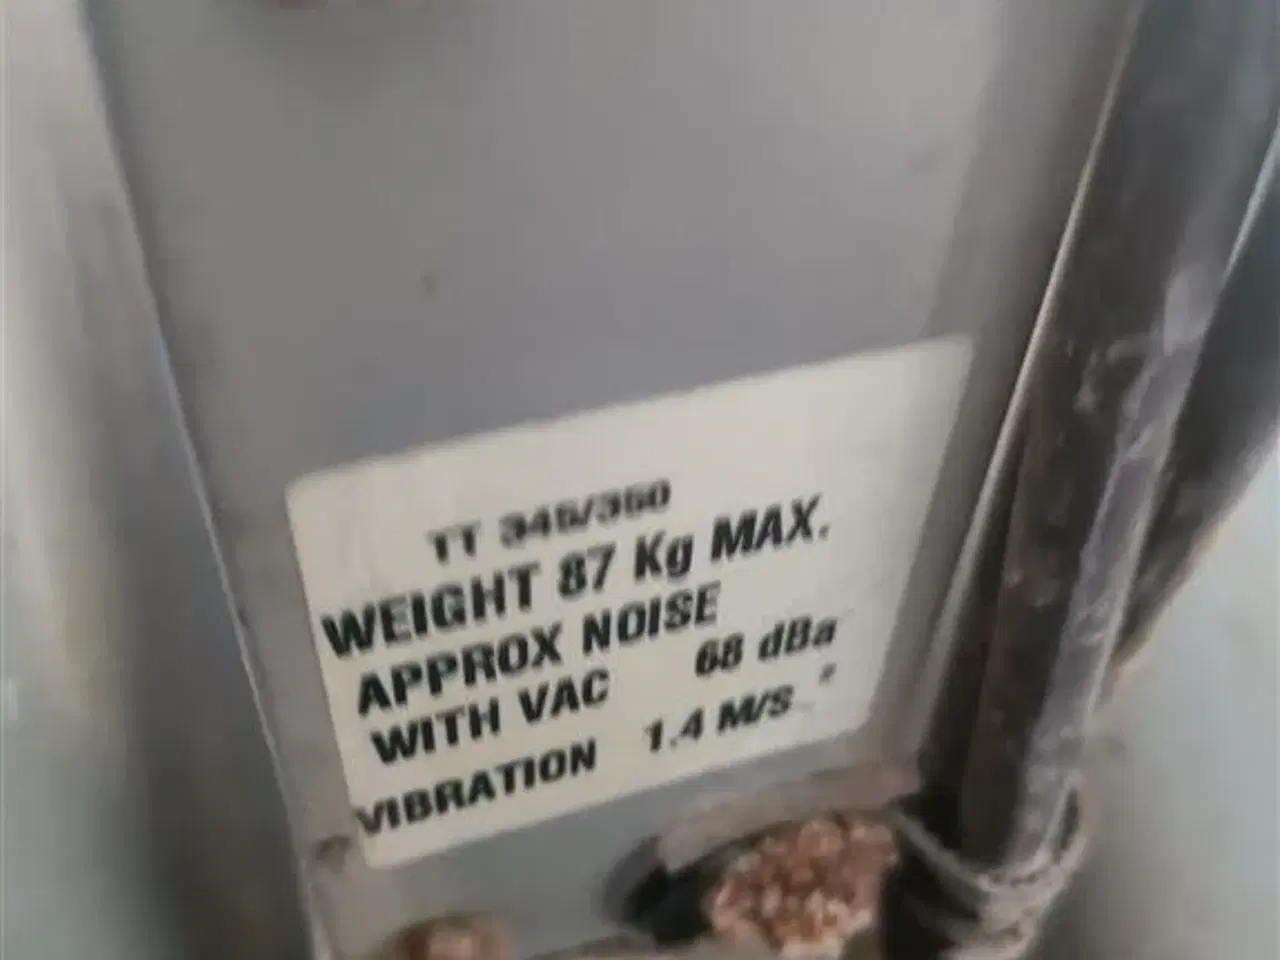 TT 345/350
WEIGHT 87 Kg MAX.
APPROX NOISE
WITH VAC 68 dBa
VIBRATION 1.4 M/S